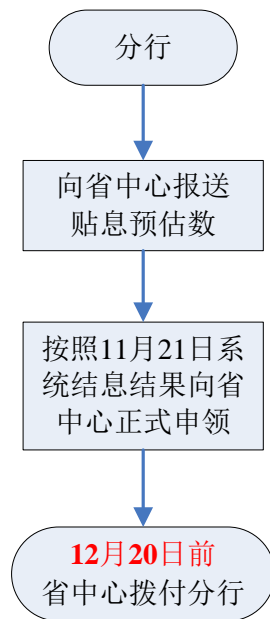 分行
向省中心报送
贴息预估数
按照11月21日系
统结息结果向省
中心正式申领
12月20日前
省中心拨付分行